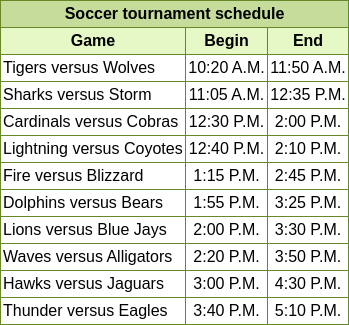 Soccer tournament schedule
Game Begin End
Tigers versus Wolves 10:20 A.M. 11:50 A.M.
Sharks versus Storm 11:05 A.M. 12:35 P.M.
Cardinals versus Cobras 12:30 P.M. 2:00 P.M.
Lightning versus Coyotes 12:40 P.M. 2:10 P.M.
Fire versus Blizzard 1:15 P.M. 2:45 P.M.
Dolphins versus Bears 1:55 P.M. 3:25 P.M.
Lions versus Blue Jays 2:00 P.M. 3:30 P.M.
Waves versus Alligators 2:20 P.M. 3:50 P.M.
Hawks versus Jaguars 3:00 P.M. 4:30 P.M.
Thunder versus Eagles 3:40 P.M. 5:10 P.M.